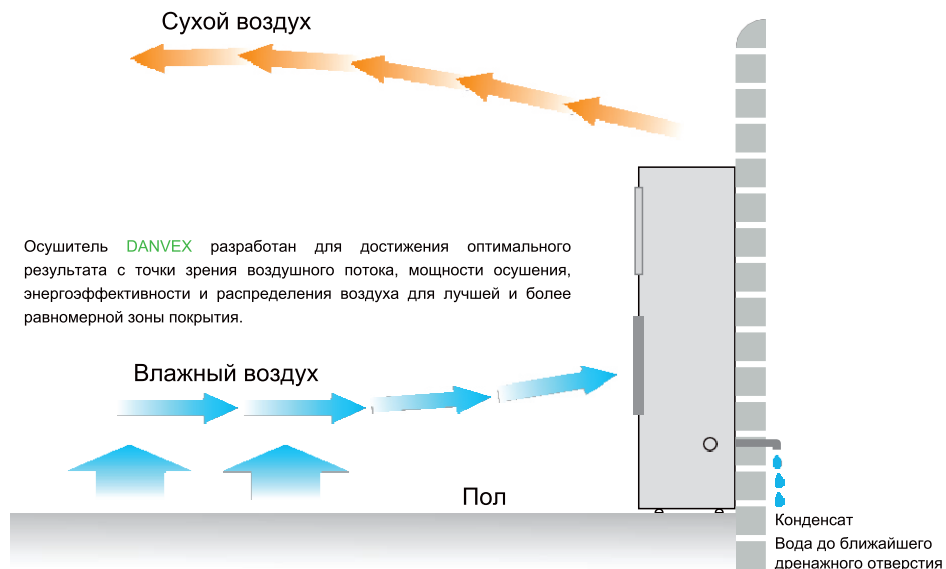 Сухой воздух
Осушитель DANVEX разработан для достижения оптимального
результата с точки зрения воздушного потока, мощности осушения,
энергоэффективности и распределения воздуха для лучшей и более
равномерной зоны покрытия.
Влажный воздух
Пол
Конденсат
Вода до ближайшего
дренажного отверстия